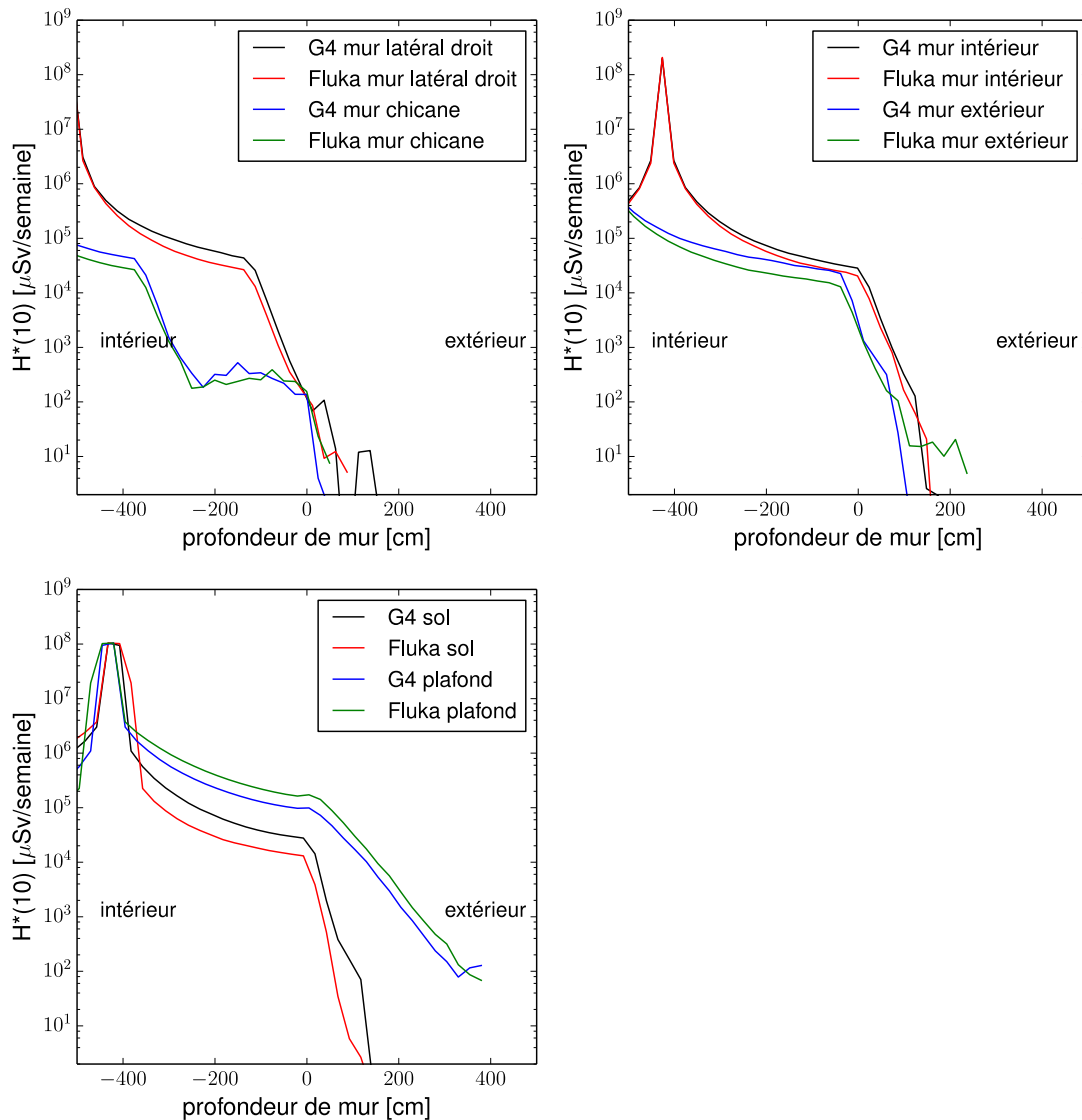 10⁹
10⁸
10⁷
10⁶
10⁵
10⁴
10³
10²
10¹
H*(10) [μSv/semaine]
G4 mur latéral droit
Fluka mur latéral droit
G4 mur chicane
Fluka mur chicane
intérieur extérieur
−400 −200 0 200 400
profondeur de mur [cm]
10⁹
10⁸
10⁷
10⁶
10⁵
10⁴
10³
10²
10¹
H*(10) [μSv/semaine]
G4 mur intérieur
Fluka mur intérieur
G4 mur extérieur
Fluka mur extérieur
intérieur extérieur
−400 −200 0 200 400
profondeur de mur [cm]
10⁹
10⁸
10⁷
10⁶
10⁵
10⁴
10³
10²
10¹
H*(10) [μSv/semaine]
G4 sol
Fluka sol
G4 plafond
Fluka plafond
intérieur extérieur
−400 −200 0 200 400
profondeur de mur [cm]